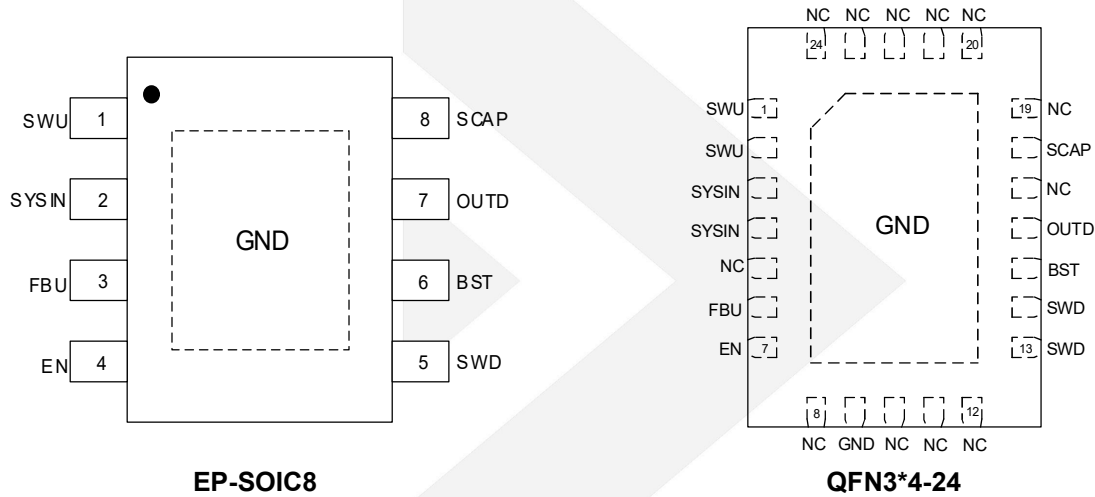 NC NC NC NC NC
24 20
SWU 1 8 SCAP
SYSIN 2 7 OUTD
GND
FBU 3 6 BST
EN 4 5 SWD
EP-SOIC8
SWU 1 19 NC
SWU SCAP
SYSIN NC
SYSIN OUTD
GND
NC BST
FBU SWD
EN 7 13 SWD
8 12
NC GND NC NC NC
QFN3*4-24